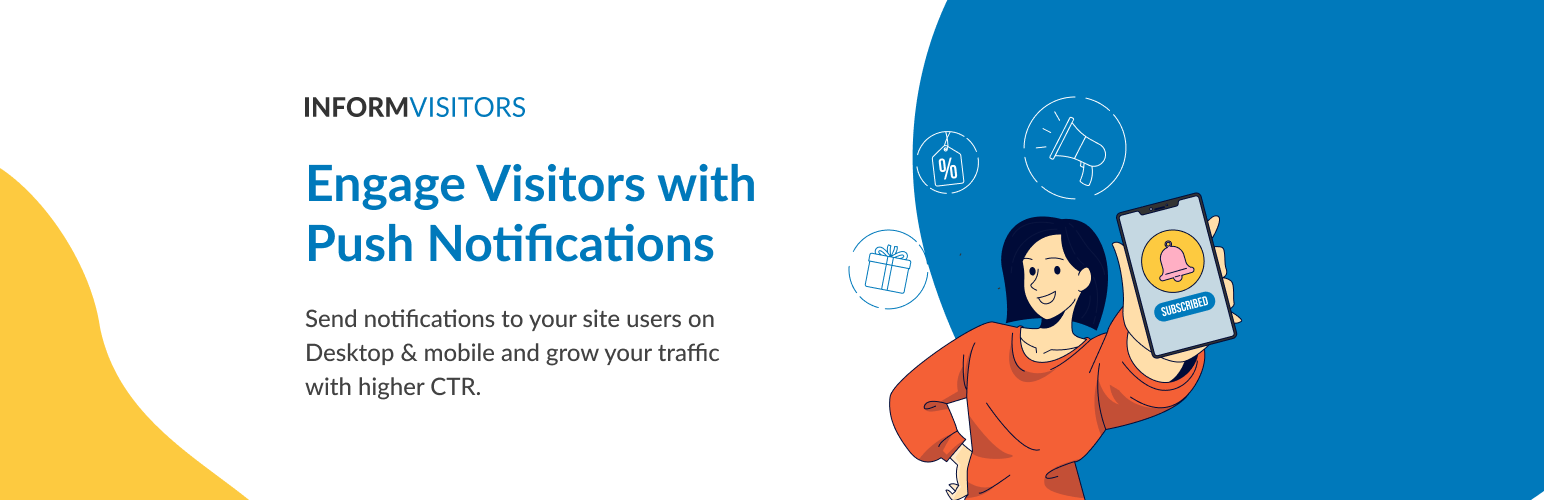 INFORMVISITORS
Engage Visitors with
Push Notifications
Send notifications to your site users on
Desktop & mobile and grow your traffic
with higher CTR.
%
SUBSCRIBED